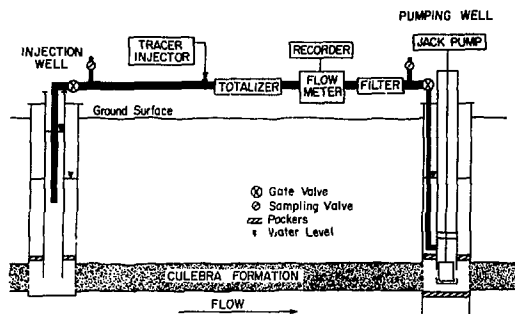 PUMPING WELL
JACK PUMP
INJECTION
WELL
TRACER
INJECTOR
RECORDER
TOTALIZER
FLOW
METER
FILTER
Ground Surface
Gate Valve
Sampling Valve
Packers
Water Level
CULEBRA FORMATION
FLOW